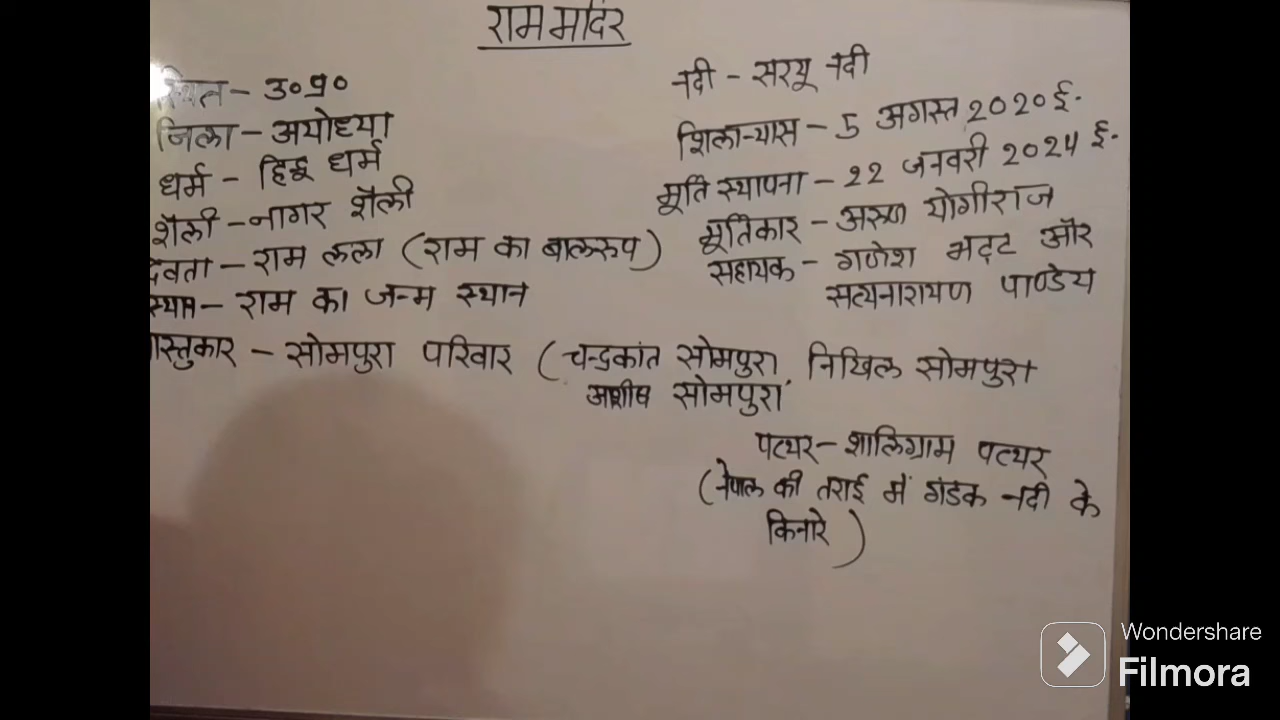 राम मंदिर
स्थित - उ०प्र०
जिला - अयोध्या
धर्म - हिंदू धर्म
शैली - नागर शैली
देवता - राम लला (राम का बालरूप)
स्थान - राम का जन्म स्थान
वास्तुकार - सोमपुरा परिवार (चन्द्रकांत सोमपुरा, निखिल सोमपुरा
आशीष सोमपुरा
नदी - सरयू नदी
शिलान्यास - 5 अगस्त 2020 ई.
मूर्ति स्थापना - 22 जनवरी 2024 ई.
मूर्तिकार - अरुण योगीराज
सहायक - गणेश भट्ट और
सत्यनारायण पाण्डेय
पत्थर - शालिग्राम पत्थर
(नेपाल की तराई में गंडक नदी के
किनारे)
Wondershare
Filmora